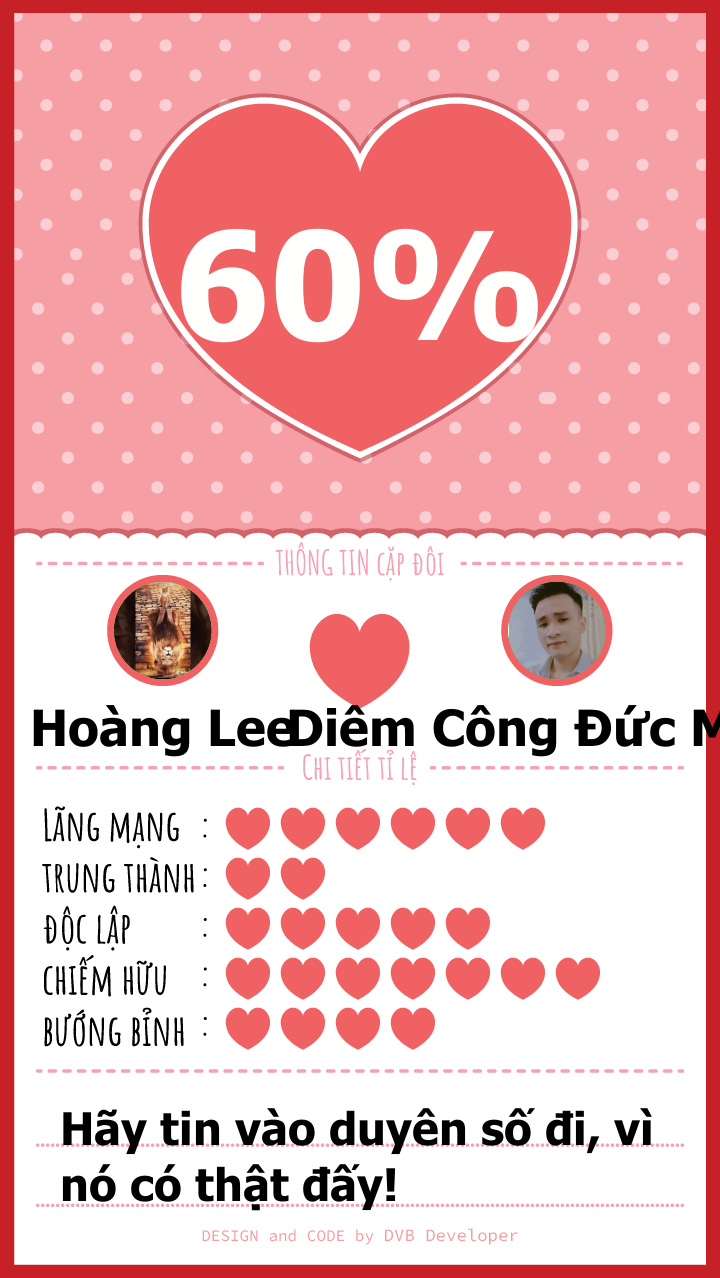 60%
THÔNG TIN CẶP ĐÔI
Hoàng Lee
Diêm Công Đức M
CHI TIẾT TỈ LỆ
LÃNG MẠNG :
TRUNG THÀNH :
ĐỘC LẬP :
CHIẾM HỮU :
BƯỚNG BỈNH :
Hãy tin vào duyên số đi, vì
nó có thật đấy!
DESIGN and CODE by DVB Developer